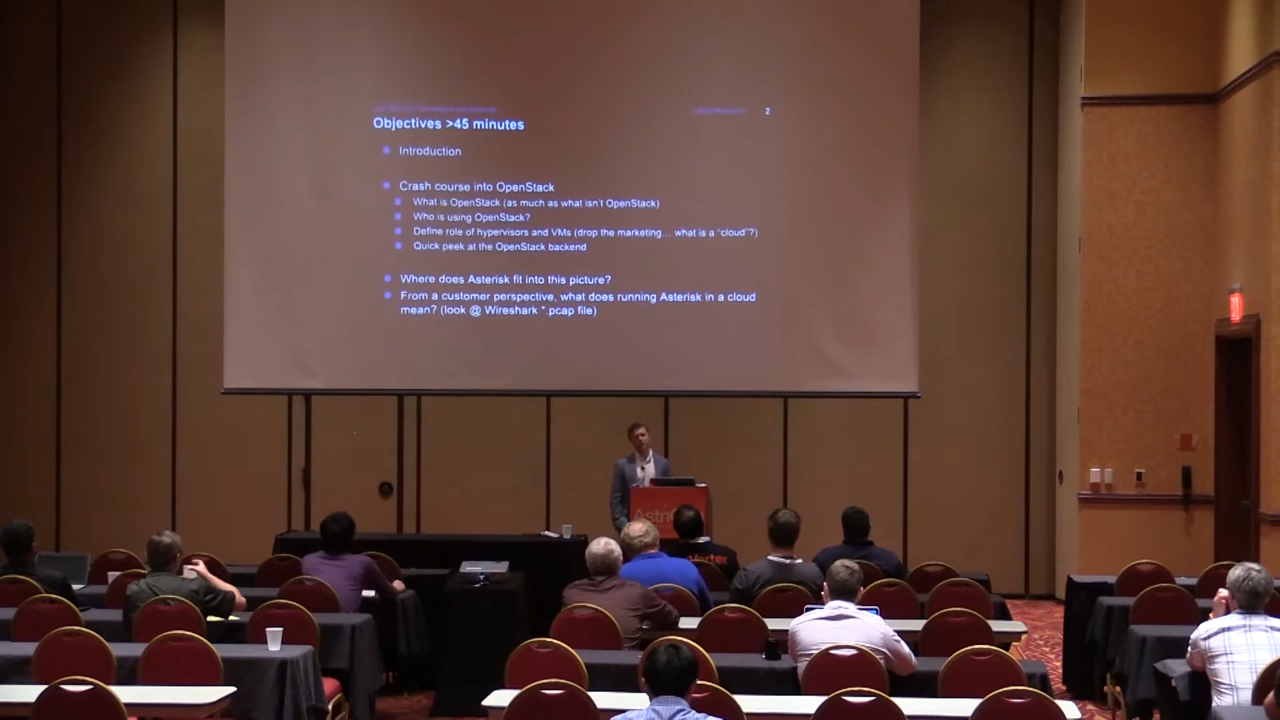 2
Objectives >45 minutes
Introduction
Crash course into OpenStack
What is OpenStack (as much as what isn't OpenStack)
Who is using OpenStack?
Define role of hypervisors and VMs (drop the marketing... what is a "cloud"?)
Quick peek at the OpenStack backend
Where does Asterisk fit into this picture?
From a customer perspective, what does running Asterisk in a cloud
mean? (look @ Wireshark *.pcap file)